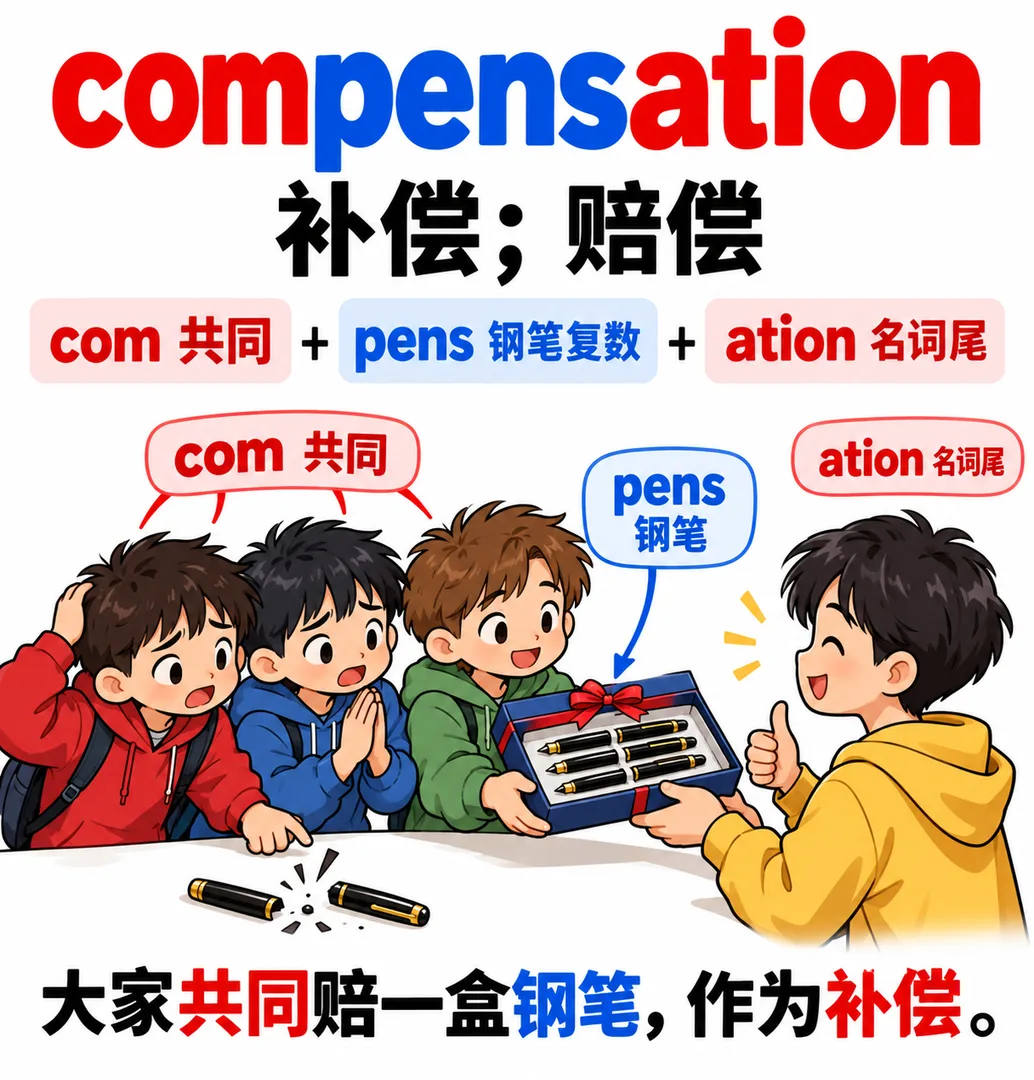 compensation
补偿；赔偿
com 共同 + pens 钢笔复数 + ation 名词尾
com 共同
pens
钢笔
ation 名词尾
大家共同赔一盒钢笔，作为补偿。